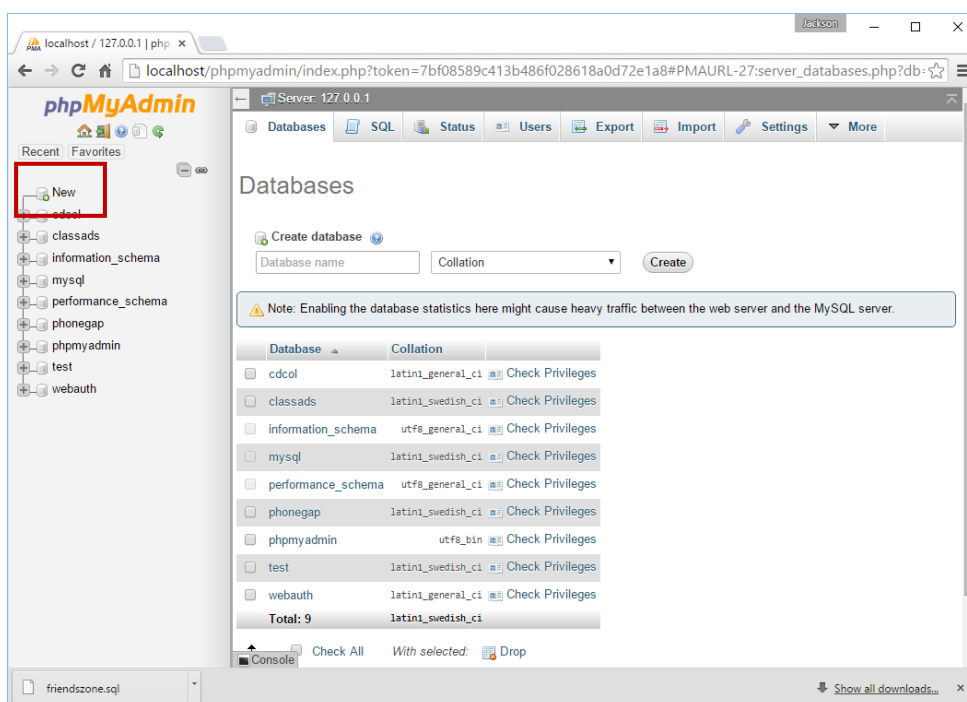 Jackson
localhost / 127.0.0.1 | php
localhost/phpmyadmin/index.php?token=7bf08589c413b486f028618a0d72e1a8#PMAURL-27:server_databases.php?db=
phpMyAdmin
Recent Favorites
New
cdcol
classads
information_schema
mysql
performance_schema
phonegap
phpmyadmin
test
webauth
Server: 127.0.0.1
Databases SQL Status Users Export Import Settings More
Databases
Create database
Database name Collation Create
Note: Enabling the database statistics here might cause heavy traffic between the web server and the MySQL server.
Database Collation
cdcol latin1_general_ci Check Privileges
classads latin1_swedish_ci Check Privileges
information_schema utf8_general_ci Check Privileges
mysql latin1_swedish_ci Check Privileges
performance_schema utf8_general_ci Check Privileges
phonegap latin1_swedish_ci Check Privileges
phpmyadmin utf8_bin Check Privileges
test latin1_swedish_ci Check Privileges
webauth latin1_general_ci Check Privileges
Total: 9 latin1_swedish_ci
Check All With selected: Drop
Console
friendszone.sql Show all downloads...